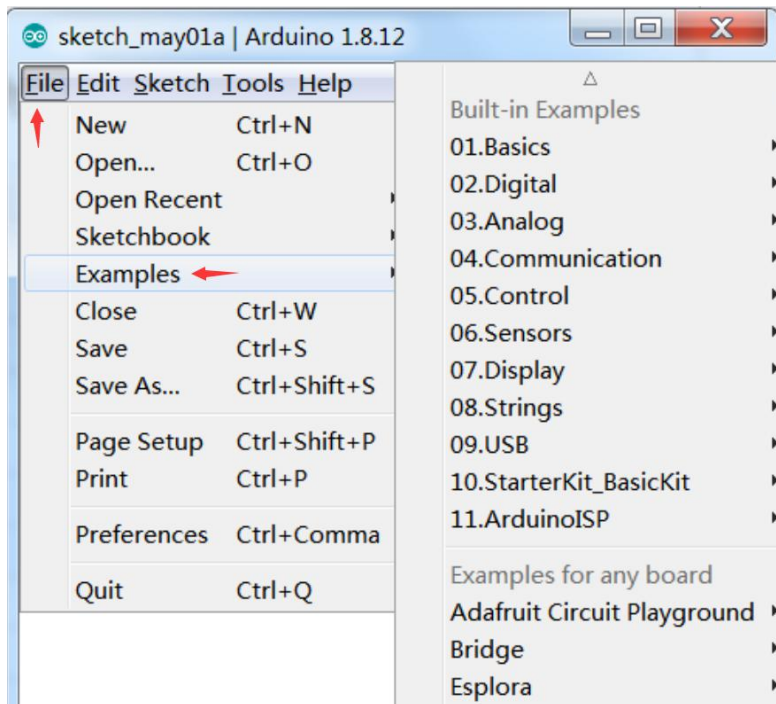 sketch_may01a | Arduino 1.8.12
File Edit Sketch Tools Help
New Ctrl+N
Open... Ctrl+O
Open Recent
Sketchbook
Examples
Close Ctrl+W
Save Ctrl+S
Save As... Ctrl+Shift+S
Page Setup Ctrl+Shift+P
Print Ctrl+P
Preferences Ctrl+Comma
Quit Ctrl+Q
Built-in Examples
01.Basics
02.Digital
03.Analog
04.Communication
05.Control
06.Sensors
07.Display
08.Strings
09.USB
10.StarterKit_BasicKit
11.ArduinoISP
Examples for any board
Adafruit Circuit Playground
Bridge
Esplora